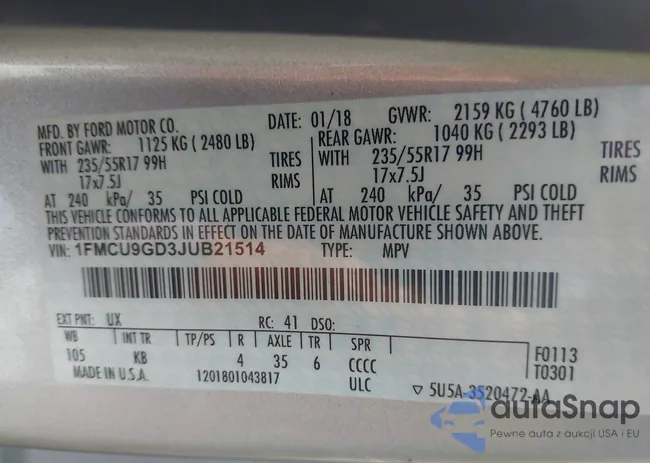 MFD. BY FORD MOTOR CO.
DATE: 01/18 GVWR: 2159 KG ( 4760 LB)
FRONT GAWR: 1125 KG ( 2480 LB) REAR GAWR: 1040 KG ( 2293 LB)
WITH 235/55R17 99H TIRES WITH 235/55R17 99H TIRES
17x7.5J RIMS 17x7.5J RIMS
AT 240 kPa/ 35 PSI COLD AT 240 kPa/ 35 PSI COLD
THIS VEHICLE CONFORMS TO ALL APPLICABLE FEDERAL MOTOR VEHICLE SAFETY AND THEFT
PREVENTION STANDARDS IN EFFECT ON THE DATE OF MANUFACTURE SHOWN ABOVE.
VIN: 1FMCU9GD3JUB21514 TYPE: MPV
EXT PNT: UX RC: 41 DSO:
WB INT TR TP/PS R AXLE TR SPR
105 KB 4 35 6 CCCC F0113
T0301
MADE IN U.S.A. 1201801043817 ULC ▽ 5U5A-3520472-AA
autaSnap
Pewne auta z aukcji USA i EU